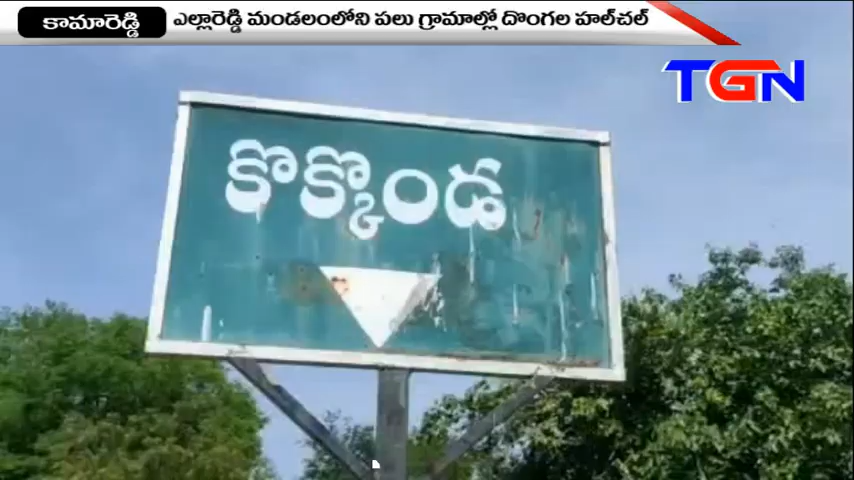 కామారెడ్డి
ఎల్లారెడ్డి మండలంలోని పలు గ్రామాల్లో దొంగల హల్‌చల్
TGN
కొక్కొండ